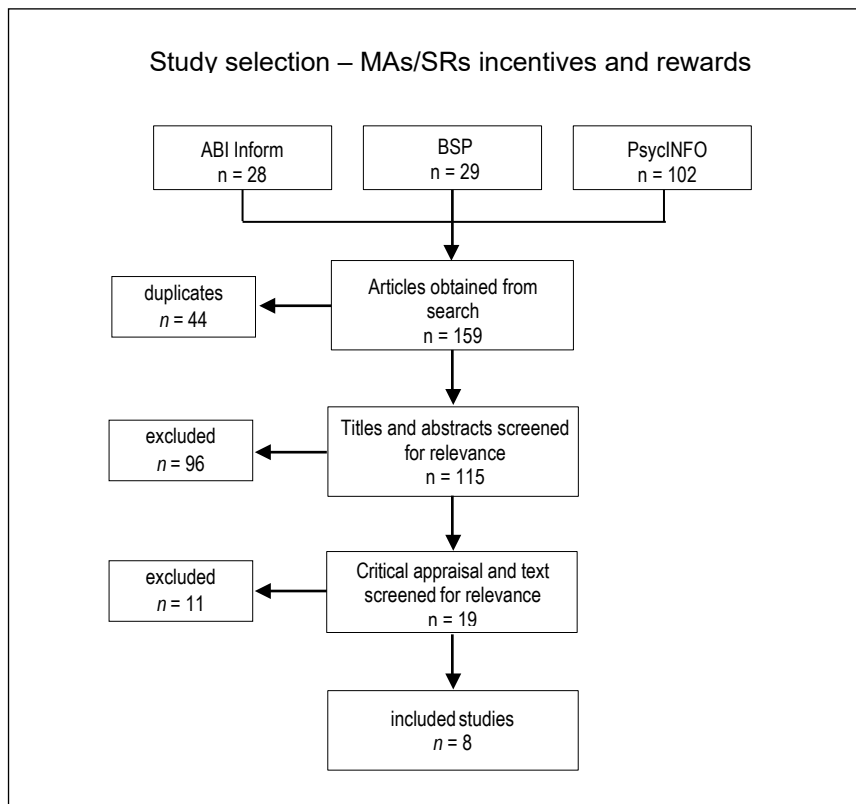 Study selection – MAs/SRs incentives and rewards
ABI Inform
n = 28
BSP
n = 29
PsycINFO
n = 102
duplicates
n = 44
Articles obtained from
search
n = 159
excluded
n = 96
Titles and abstracts screened
for relevance
n = 115
excluded
n = 11
Critical appraisal and text
screened for relevance
n = 19
included studies
n = 8